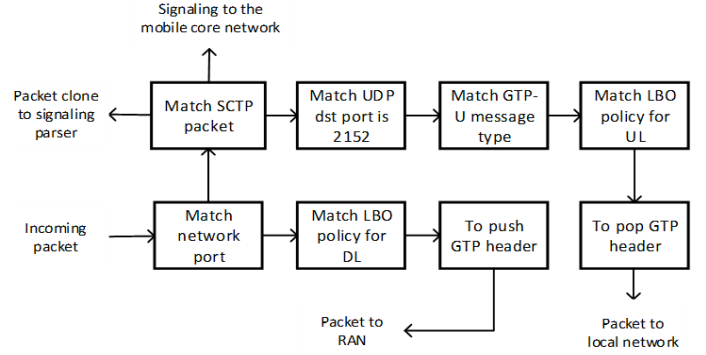 Signaling to the
mobile core network
Packet clone
to signaling
parser
Match SCTP
packet
Match UDP
dst port is
2152
Match GTP-
U message
type
Match LBO
policy for
UL
Incoming
packet
Match
network
port
Match LBO
policy for
DL
To push
GTP header
To pop GTP
header
Packet to
RAN
Packet to
local network